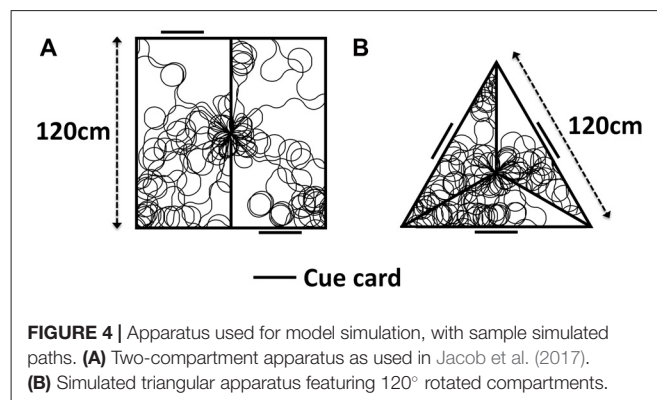 A
B
120cm
120cm
Cue card
FIGURE 4 | Apparatus used for model simulation, with sample simulated
paths. (A) Two-compartment apparatus as used in Jacob et al. (2017).
(B) Simulated triangular apparatus featuring 120° rotated compartments.